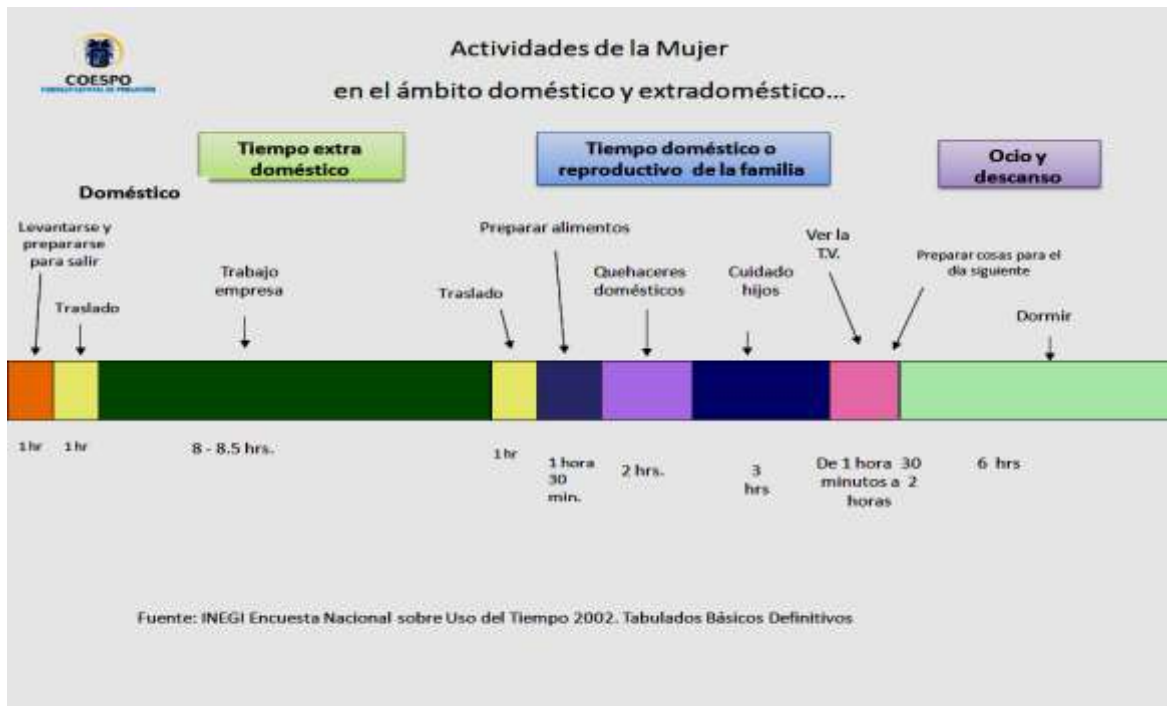 COESPO
CONSEJO ESTATAL DE POBLACIÓN
Actividades de la Mujer
en el ámbito doméstico y extradoméstico...
Tiempo extra
doméstico
Tiempo doméstico o
reproductivo de la familia
Ocio y
descanso
Doméstico
Levantarse y
prepararse
para salir
Traslado
Trabajo
empresa
Traslado
Preparar alimentos
Quehaceres
domésticos
Cuidado
hijos
Ver la
T.V.
Preparar cosas para el
día siguiente
Dormir
1 hr
1 hr
8 - 8.5 hrs.
1 hr
1 hora
30
min.
2 hrs.
3
hrs
De 1 hora 30
minutos a 2
horas
6 hrs
Fuente: INEGI Encuesta Nacional sobre Uso del Tiempo 2002. Tabulados Básicos Definitivos